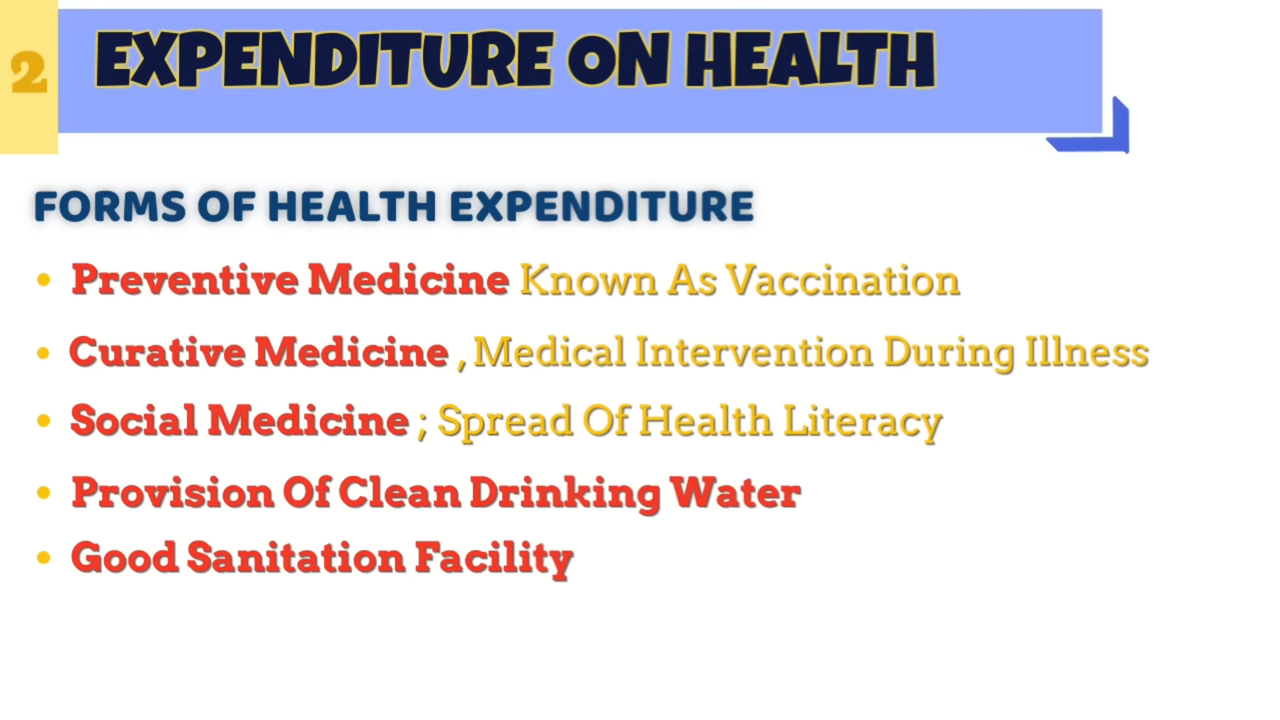 2
EXPENDITURE ON HEALTH
FORMS OF HEALTH EXPENDITURE
• Preventive Medicine Known As Vaccination
• Curative Medicine , Medical Intervention During Illness
• Social Medicine ; Spread Of Health Literacy
• Provision Of Clean Drinking Water
• Good Sanitation Facility